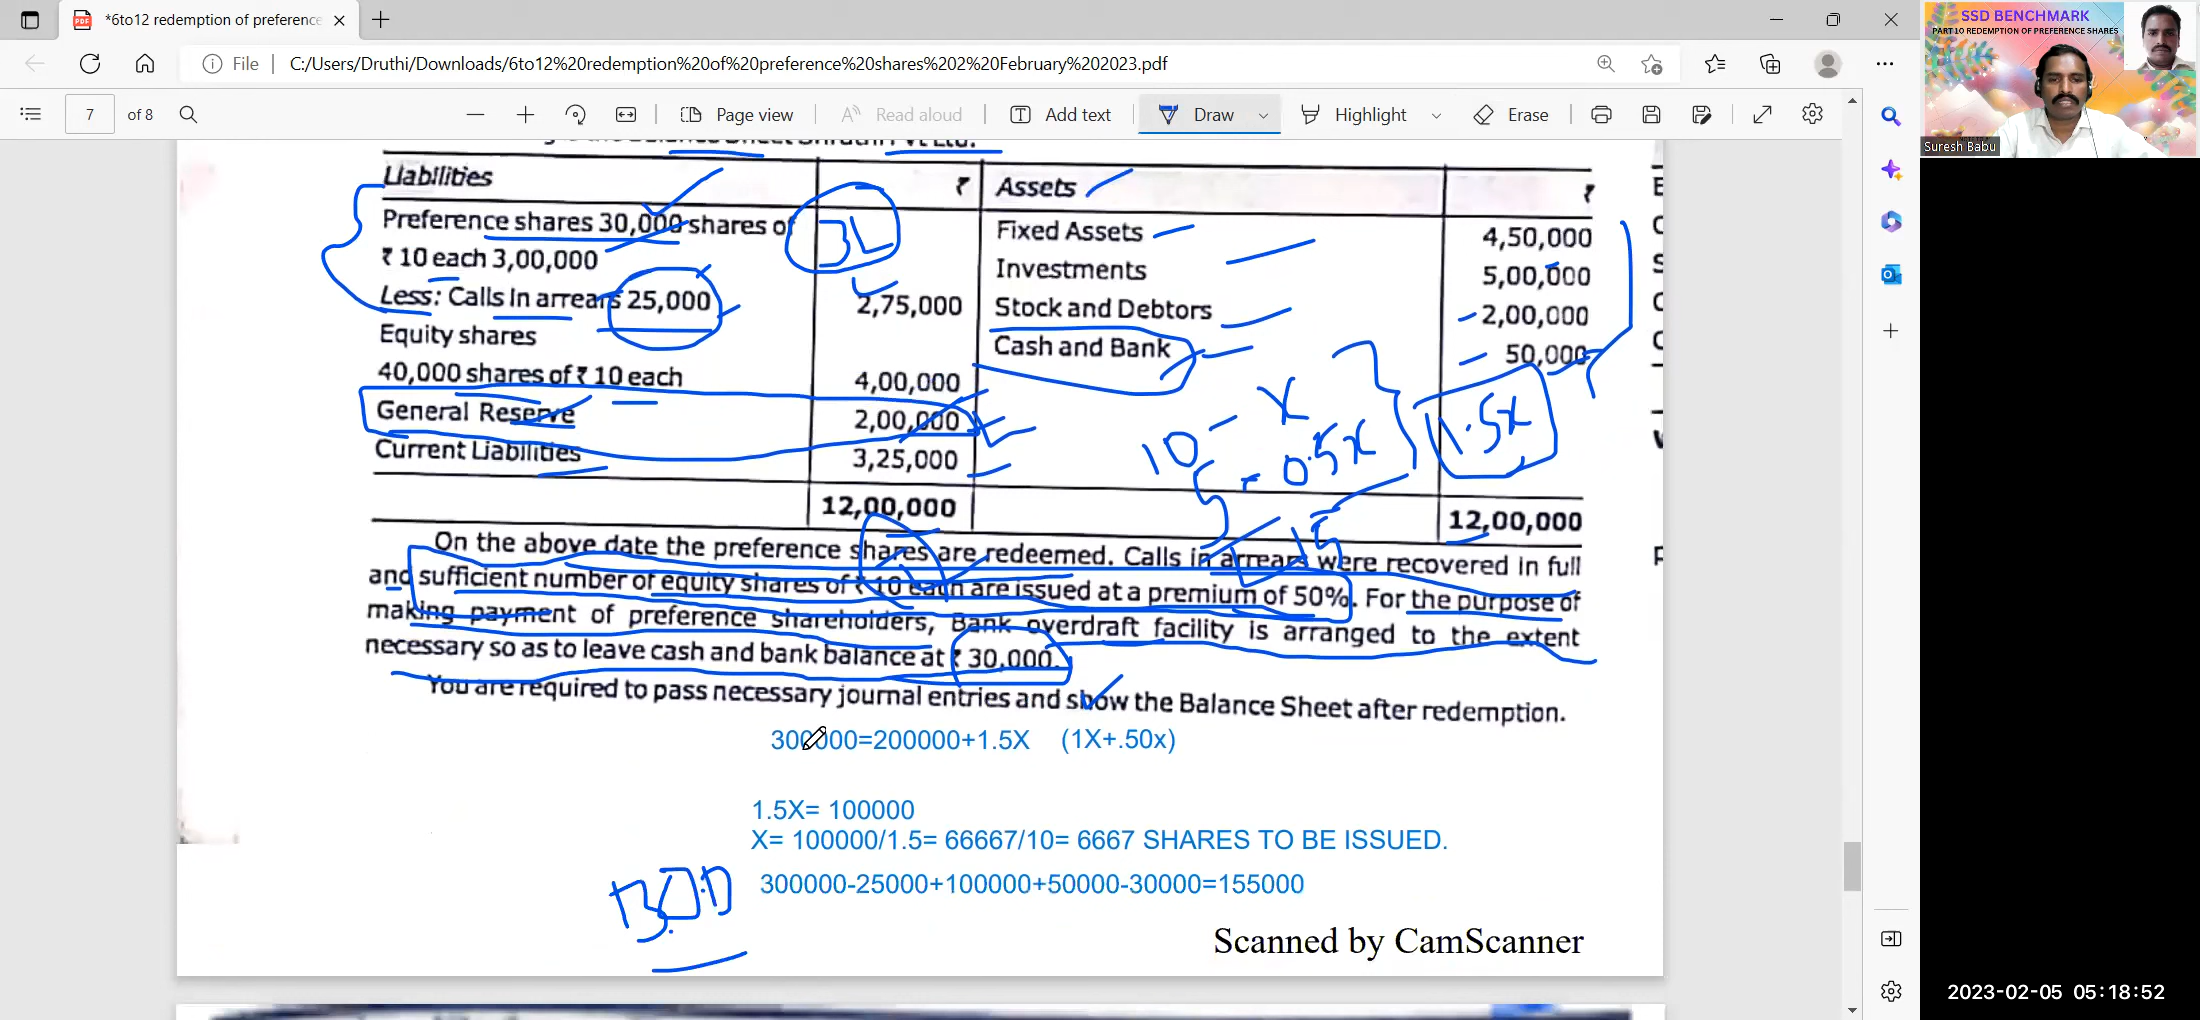 *6to12 redemption of preference
File
C:/Users/Druthi/Downloads/6to12%20redemption%20of%20preference%20shares%202%20February%202023.pdf
7 of 8
Page view
Read aloud
Add text
Draw
Highlight
Erase
SSD BENCHMARK
PART 10 REDEMPTION OF PREFERENCE SHARES
Suresh Babu
Liabilities ₹ Assets ₹
Preference shares 30,000 shares of 3L Fixed Assets 4,50,000
₹ 10 each 3,00,000 Investments 5,00,000
Less: Calls in arrears 25,000 2,75,000 Stock and Debtors 2,00,000
Equity shares Cash and Bank 50,000
40,000 shares of ₹ 10 each 4,00,000
General Reserve 2,00,000
Current Liabilities 3,25,000
10 - X
= 0.5X
1.5X
12,00,000 12,00,000
On the above date the preference shares are redeemed. Calls in arrears were recovered in full
and sufficient number of equity shares of ₹ 10 each are issued at a premium of 50%. For the purpose of
making payment of preference shareholders, Bank overdraft facility is arranged to the extent
necessary so as to leave cash and bank balance at ₹ 30,000.
You are required to pass necessary journal entries and show the Balance Sheet after redemption.
300000=200000+1.5X (1X+.50x)
1.5X= 100000
X= 100000/1.5= 66667/10= 6667 SHARES TO BE ISSUED.
B.O.D 300000-25000+100000+50000-30000=155000
Scanned by CamScanner
2023-02-05 05:18:52